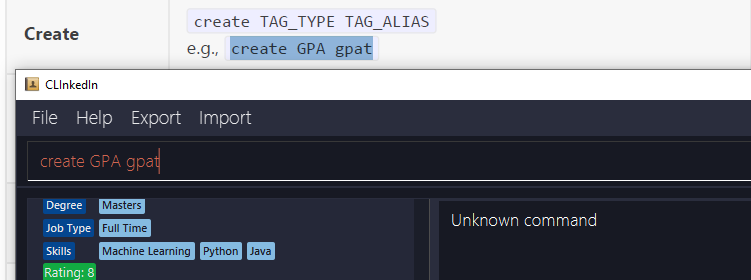 Create
create TAG_TYPE TAG_ALIAS
e.g., create GPA gpat
CLInkedIn
File Help Export Import
create GPA gpat
Degree Masters
Job Type Full Time
Skills Machine Learning Python Java
Rating: 8
Unknown command